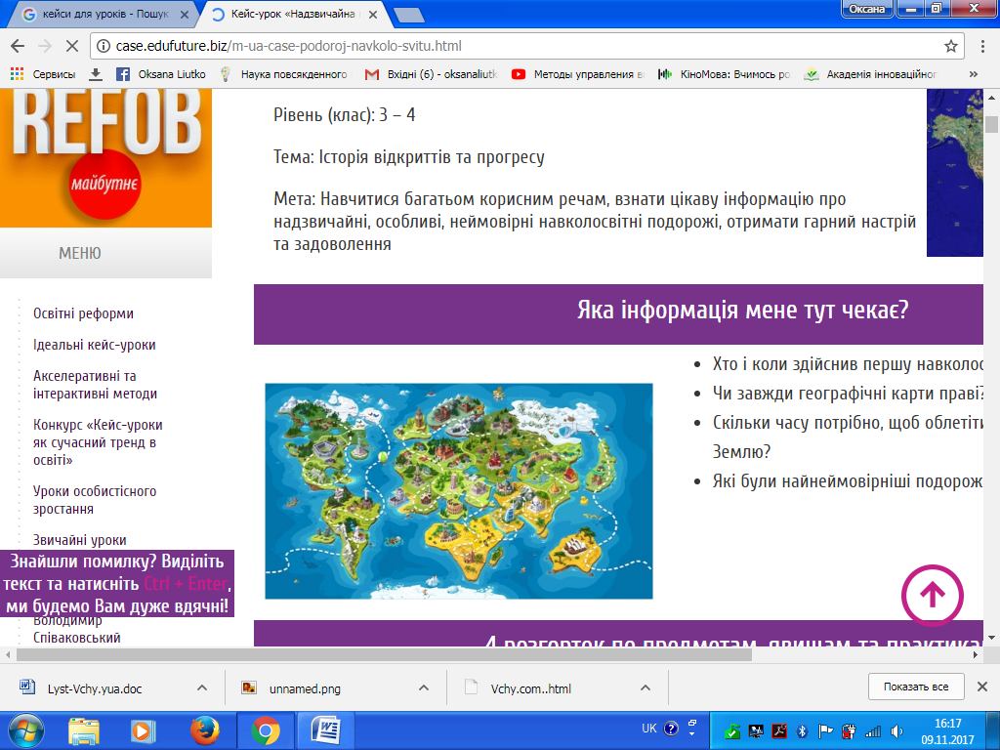 кейси для уроків - Пошук
Кейс-урок «Надзвичайна
Оксана
case.edufuture.biz/m-ua-case-podoroj-navkolo-svitu.html
Сервисы
Oksana Liutko
Наука повсякденного
Вхідні (6) - oksanaliutk
Методы управления в
КіноМова: Вчимось ро
Академія інноваційног
REFOB
майбутнє
МЕНЮ
Освітні реформи
Ідеальні кейс-уроки
Акселеративні та
інтерактивні методи
Конкурс «Кейс-уроки
як сучасний тренд в
освіті»
Уроки особистісного
зростання
Звичайні уроки
Знайшли помилку? Виділіть
текст та натисніть Ctrl + Enter,
ми будемо Вам дуже вдячні!
Володимир
Співаковський
Рівень (клас): 3 – 4
Тема: Історія відкриттів та прогресу
Мета: Навчитися багатьом корисним речам, взнати цікаву інформацію про
надзвичайні, особливі, неймовірні навколосвітні подорожі, отримати гарний настрій
та задоволення
Яка інформація мене тут чекає?
Хто і коли здійснив першу навколос
Чи завжди географічні карти праві?
Скільки часу потрібно, щоб облетіти
Землю?
Які були найнеймовірніші подорож
4 розгорток по предметам, явищам та практика
Lyst-Vchy.yua.doc
unnamed.png
Vchy.com..html
Показать все
UK
16:17
09.11.2017